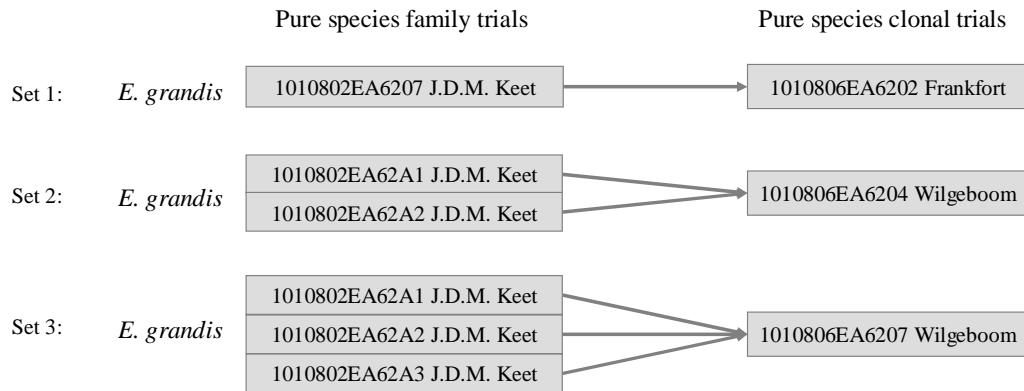 Pure species family trials Pure species clonal trials
Set 1: E. grandis 1010802EA6207 J.D.M. Keet 1010806EA6202 Frankfort
1010802EA62A1 J.D.M. Keet
Set 2: E. grandis 1010806EA6204 Wilgeboom
1010802EA62A2 J.D.M. Keet
1010802EA62A1 J.D.M. Keet
Set 3: E. grandis 1010802EA62A2 J.D.M. Keet 1010806EA6207 Wilgeboom
1010802EA62A3 J.D.M. Keet